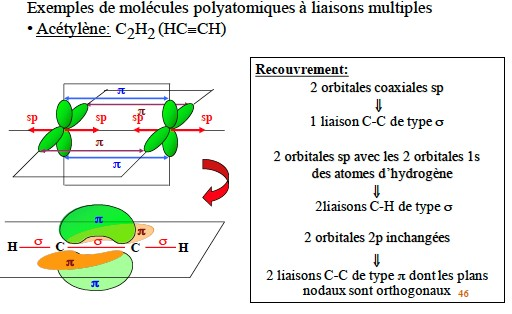 Exemples de molécules polyatomiques à liaisons multiples
• Acétylène: C₂H₂ (HC≡CH)
π
π
sp sp sp sp
π
π
π
π
H σ C σ C σ H
π
π
Recouvrement:
2 orbitales coaxiales sp
⇓
1 liaison C-C de type σ
2 orbitales sp avec les 2 orbitales 1s
des atomes d’hydrogène
⇓
2liaisons C-H de type σ
2 orbitales 2p inchangées
⇓
2 liaisons C-C de type π dont les plans
nodaux sont orthogonaux 46